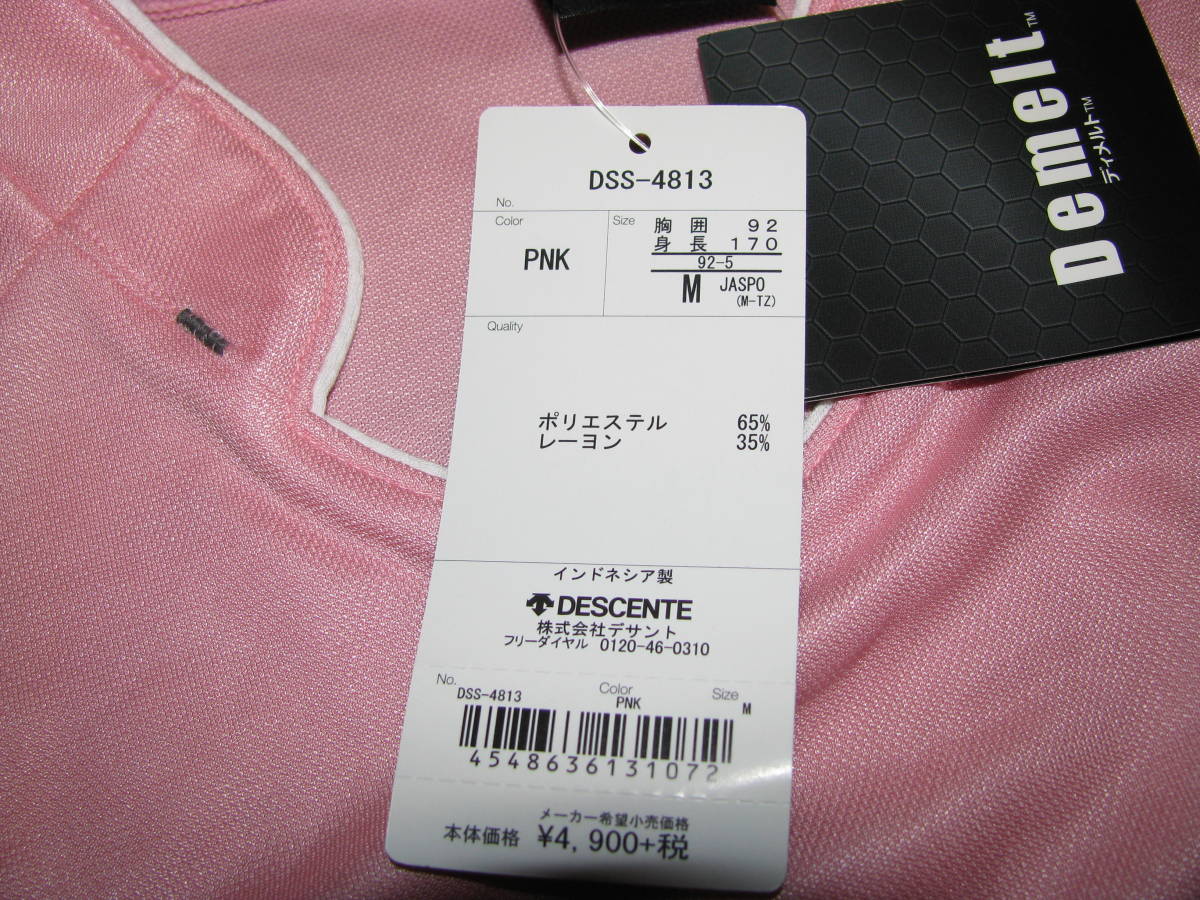 DSS-4813
No.
Color
PNK
Size
胸囲 92
身長 170
92-5
M JASPO
(M-TZ)
Quality
ポリエステル 65%
レーヨン 35%
インドネシア製
DESCENTE
株式会社デサント
フリーダイヤル 0120-46-0310
No. Color Size
DSS-4813 PNK M
4548636131072
メーカー希望小売価格
本体価格 ¥4,900+税
Demelt™
ディメルト™